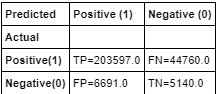 Predicted Positive (1) Negative (0)
Actual
Positive(1) TP=203597.0 FN=44760.0
Negative(0) FP=6691.0 TN=5140.0